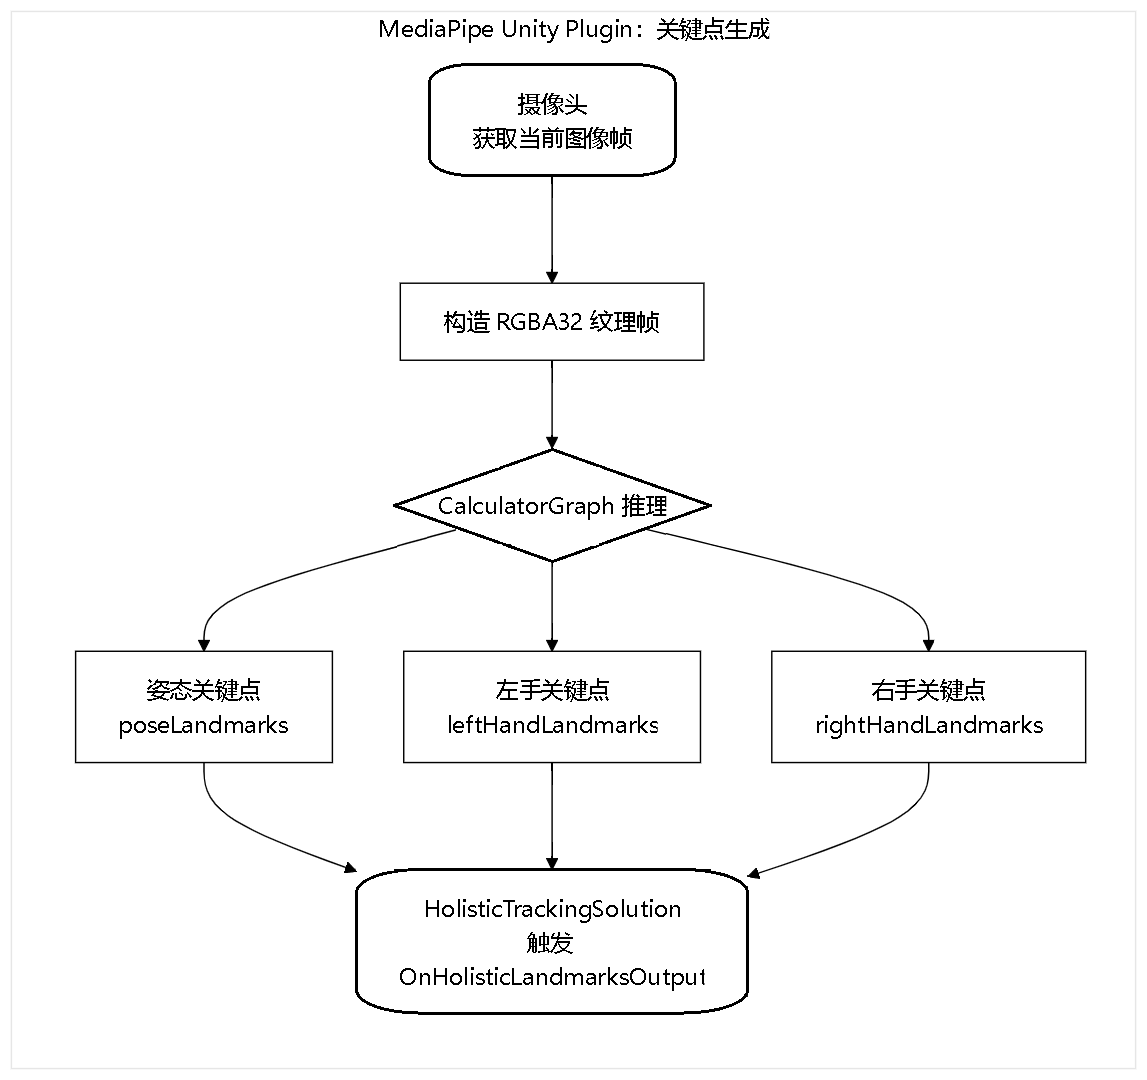 MediaPipe Unity Plugin：关键点生成
摄像头
获取当前图像帧
构造 RGBA32 纹理帧
CalculatorGraph 推理
姿态关键点
poseLandmarks
左手关键点
leftHandLandmarks
右手关键点
rightHandLandmarks
HolisticTrackingSolution
触发
OnHolisticLandmarksOutput